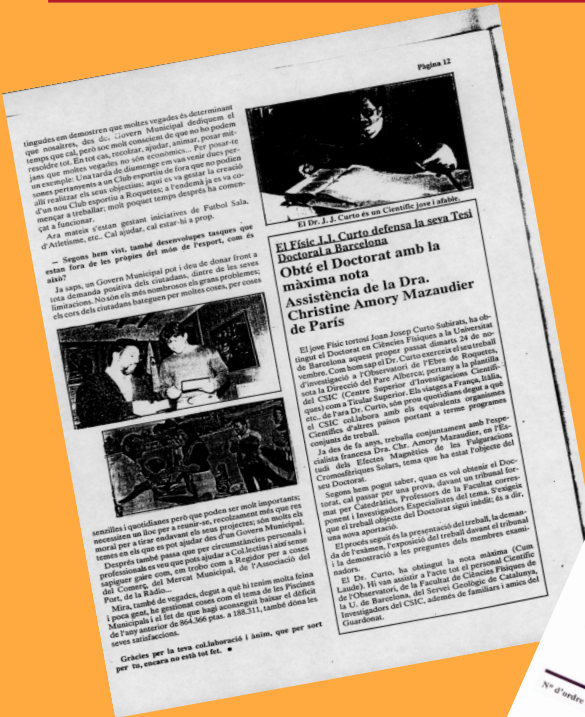 Pàgina 12
tingudes em demostren que moltes vegades és determinant
que nosaltres, des del Govern Municipal dediquem el
temps que cal, però soc molt conscient de que no ho podem
resoldre tot. En tot cas, recolzar, ajudar, animar, posar mit-
jans que moltes vegades no són econòmics... Per posar-te
un exemple: Una tarda de diumenge em van venir dues per-
sones pertanyents a un Club esportiu de fora que no podien
allí realitzar els seus objectius; aquí es va gestar la creació
d'un nou Club esportiu a Roquetes; a l'endemà ja es va co-
mençar a treballar; molt poquet temps després ha comen-
çat a funcionar.
Ara mateix s'estan gestant iniciatives de Futbol Sala,
d'Atletisme, etc.. Cal ajudar, cal estar-hi a prop.
— Segons hem vist, també desenvolupes tasques que
estan fora de les pròpies del món de l'esport, com és
això?
Ja saps, un Govern Municipal pot i deu de donar front a
tota demanda positiva dels ciutadans, dintre de les seves
limitacions. No són els més nombrosos els grans problemes;
els cors dels ciutadans bateguen per moltes coses, per coses
senzilles i quotidianes però que poden ser molt importants;
necessiten un lloc per a reunir-se, recolzament més que res
moral per a tirar endavant els seus projectes; són molts els
temes en els que es pot ajudar des d'un Govern Municipal.
Després també passa que per circumstàncies personals i
professionals es veu que pots ajudar a Col.lectius i així sense
sapiguer gaire com, em trobo com a Regidor per a coses
del Comerç, del Mercat Municipal, de l'Associació del
Port, de la Ràdio...
Mira, també de vegades, degut a què hi tenim molta feina
i poca gent, he gestionat coses com el tema de les Piscines
Municipals i el fet de que hagi aconseguit baixar el dèficit
de l'any anterior de 864.366 ptas. a 188.311, també dóna les
seves satisfaccions.
Gràcies per la teva col.laboració i ànim, que per sort
per tu, encara no està tot fet. ●
El Dr. J. J. Curto és un Científic jove i afable.
El Físic J.J. Curto defensa la seva Tesi
Doctoral a Barcelona
Obté el Doctorat amb la
màxima nota
Assistència de la Dra.
Christine Amory Mazaudier
de París
El jove Físic tortosí Joan Josep Curto Subirats, ha ob-
tingut el Doctorat en Ciències Físiques a la Universitat
de Barcelona aquest proper passat dimarts 24 de no-
vembre. Com hom sap el Dr. Curto exerceix el seu treball
d'investigació a l'Observatori de l'Ebre de Roquetes,
sota la Direcció del Pare Alberca; pertany a la plantilla
del CSIC (Centre Superior d'Investigacions Científi-
ques) com a Titular Superior. Els viatges a França, Itàlia,
etc.. de l'ara Dr. Curto, són prou quotidians degut a què
el CSIC col.labora amb els equivalents organismes
Científics d'altres països portant a terme programes
conjunts de treball.
Ja des de fa anys, treballa conjuntament amb l'espe-
cialista francesa Dra. Chr. Amory Mazaudier, en l'Es-
tudi dels Efectes Magnètics de les Fulguracions
Cromosfèriques Solars, tema que ha estat l'objecte del
seu Doctorat.
Segons hem pogut saber, quan es vol obtenir el Doc-
torat, cal passar per una prova, davant un tribunal for-
mat per Catedràtics, Professors de la Facultat corres-
ponent i Investigadors Especialistes del tema. S'exigeix
que el treball objecte del Doctorat sigui inèdit; és a dir,
una nova aportació.
El procés seguit és la presentació del treball, la deman-
da de l'exàmen, l'exposició del treball davant el tribunal
i la demostració a les preguntes dels membres exami-
nadors.
El Dr. Curto, ha obtingut la nota màxima (Cum
Laude). Hi van assistir a l'acte tot el personal Científic
de l'Observatori, de la Facultat de Ciències Físiques de
la U. de Barcelona, del Servei Geològic de Catalunya,
Investigadors del CSIC, ademés de familiars i amics del
Guardonat.
Nº d'ordre